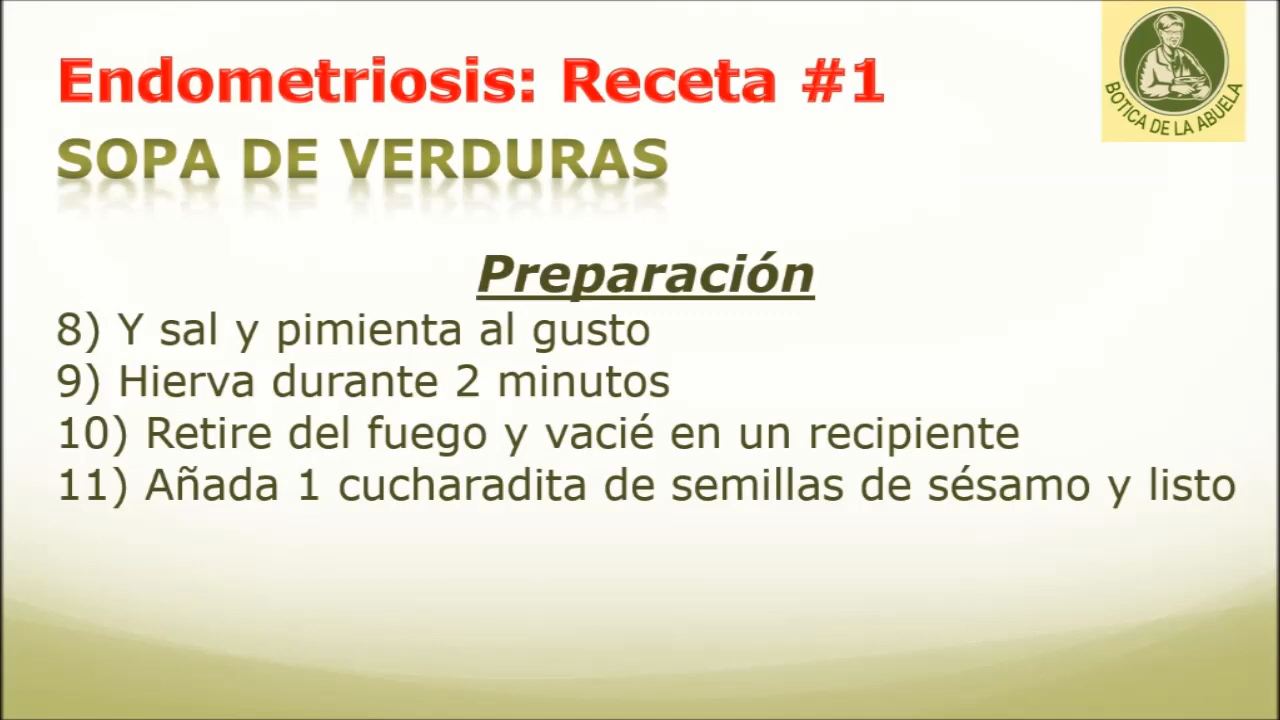 Endometriosis: Receta #1
SOPA DE VERDURAS
BOTICA DE LA ABUELA
Preparación
8) Y sal y pimienta al gusto
9) Hierva durante 2 minutos
10) Retire del fuego y vacié en un recipiente
11) Añada 1 cucharadita de semillas de sésamo y listo